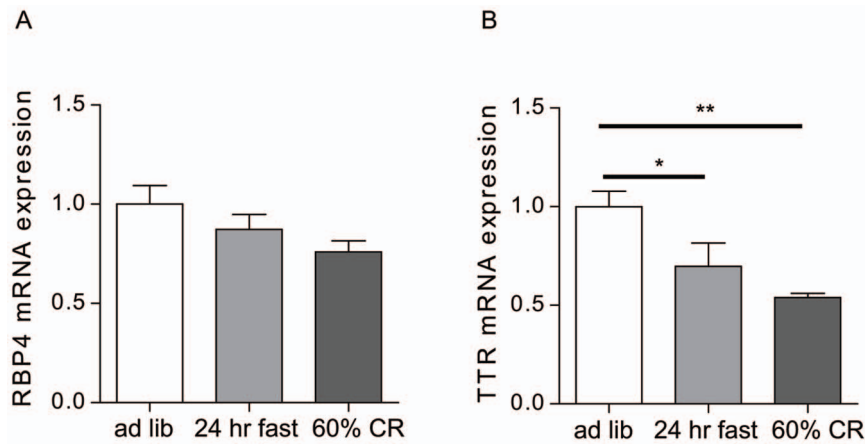 A
RBP4 mRNA expression
1.5
1.0
0.5
0.0
ad lib 24 hr fast 60% CR
B
TTR mRNA expression
1.5
1.0
0.5
0.0
**
*
ad lib 24 hr fast 60% CR